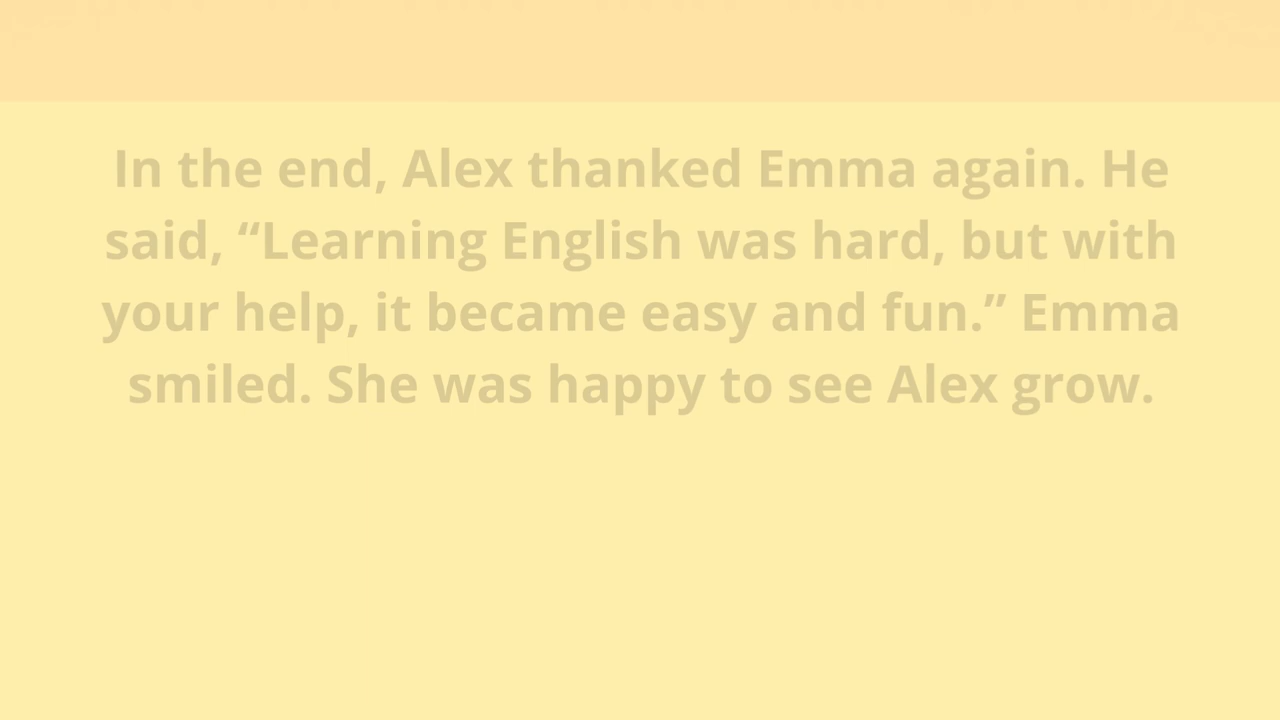 In the end, Alex thanked Emma again. He
said, “Learning English was hard, but with
your help, it became easy and fun.” Emma
smiled. She was happy to see Alex grow.